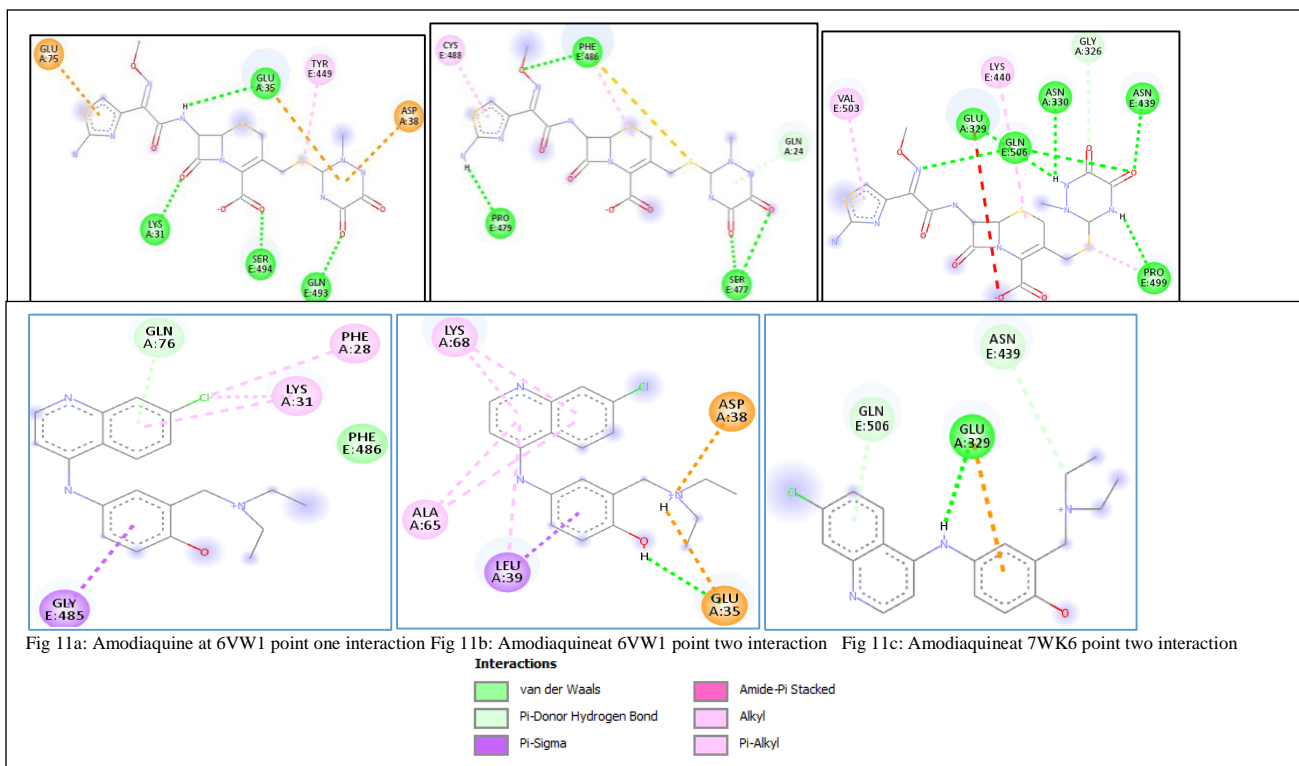 GLU
A:75
GLU
A:35
TYR
E:449
ASP
A:38
LYS
A:31
SER
E:494
GLN
E:493
O
N
N
H
N
O
S
S
N
N
N
N
O
O
O
O-
O
CYS
E:488
PHE
E:486
GLN
A:24
PRO
E:479
SER
E:477
O
N
N
O
S
S
N
N
H
N
N
N
O
O
O
O-
O
VAL
E:503
LYS
E:440
GLY
A:326
GLU
A:329
ASN
A:330
ASN
E:439
GLN
E:506
PRO
E:499
O
N
N
S
N
S
O
N
O
N
H
N
N
H
O
O
S
O-
O
GLN
A:76
PHE
A:28
LYS
A:31
PHE
E:486
GLY
E:485
N
Cl
N
N+
O
LYS
A:68
ASP
A:38
ALA
A:65
LEU
A:39
GLU
A:35
N
Cl
N
N+
H
O
H
ASN
E:439
GLN
E:506
GLU
A:329
Cl
H
N
N
N+
O
Fig 11a: Amodiaquine at 6VW1 point one interaction Fig 11b: Amodiaquineat 6VW1 point two interaction Fig 11c: Amodiaquineat 7WK6 point two interaction
Interactions
van der Waals
Amide-Pi Stacked
Pi-Donor Hydrogen Bond
Alkyl
Pi-Sigma
Pi-Alkyl